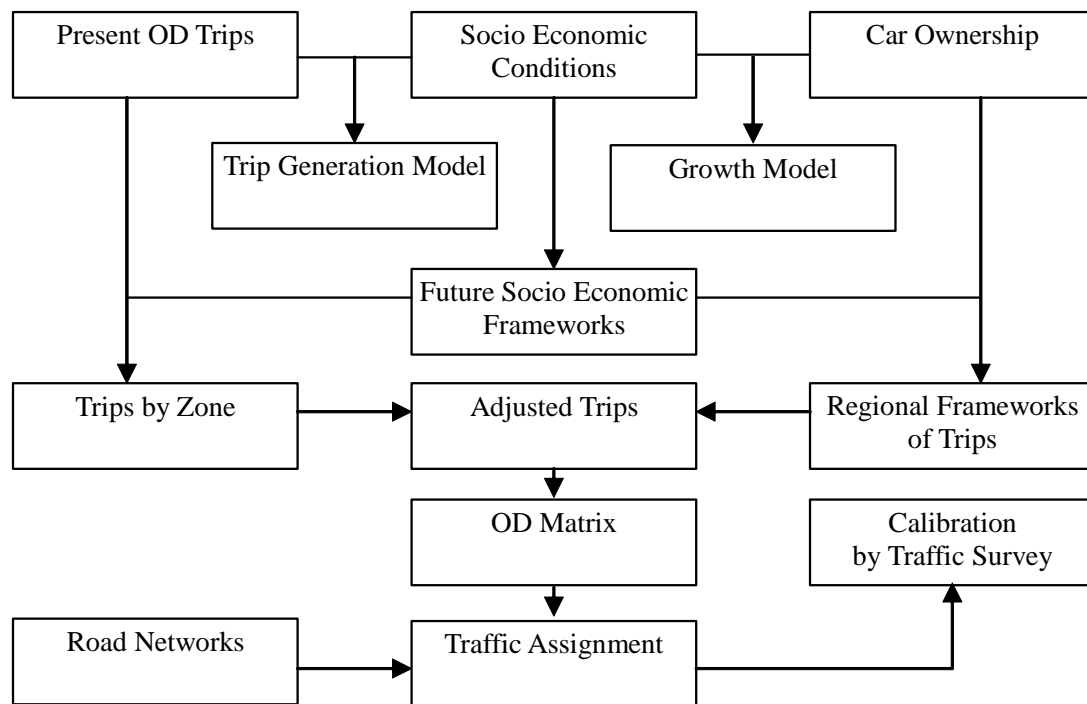 Present OD Trips
Socio Economic
Conditions
Car Ownership
Trip Generation Model
Growth Model
Future Socio Economic
Frameworks
Trips by Zone
Adjusted Trips
Regional Frameworks
of Trips
OD Matrix
Calibration
by Traffic Survey
Road Networks
Traffic Assignment